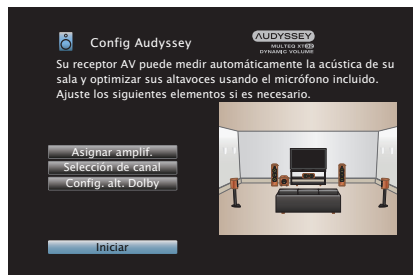 Config Audyssey
AUDYSSEY
MULTEQ XT32
DYNAMIC VOLUME
Su receptor AV puede medir automáticamente la acústica de su
sala y optimizar sus altavoces usando el micrófono incluido.
Ajuste los siguientes elementos si es necesario.
Asignar amplif.
Selección de canal
Config. alt. Dolby
Iniciar